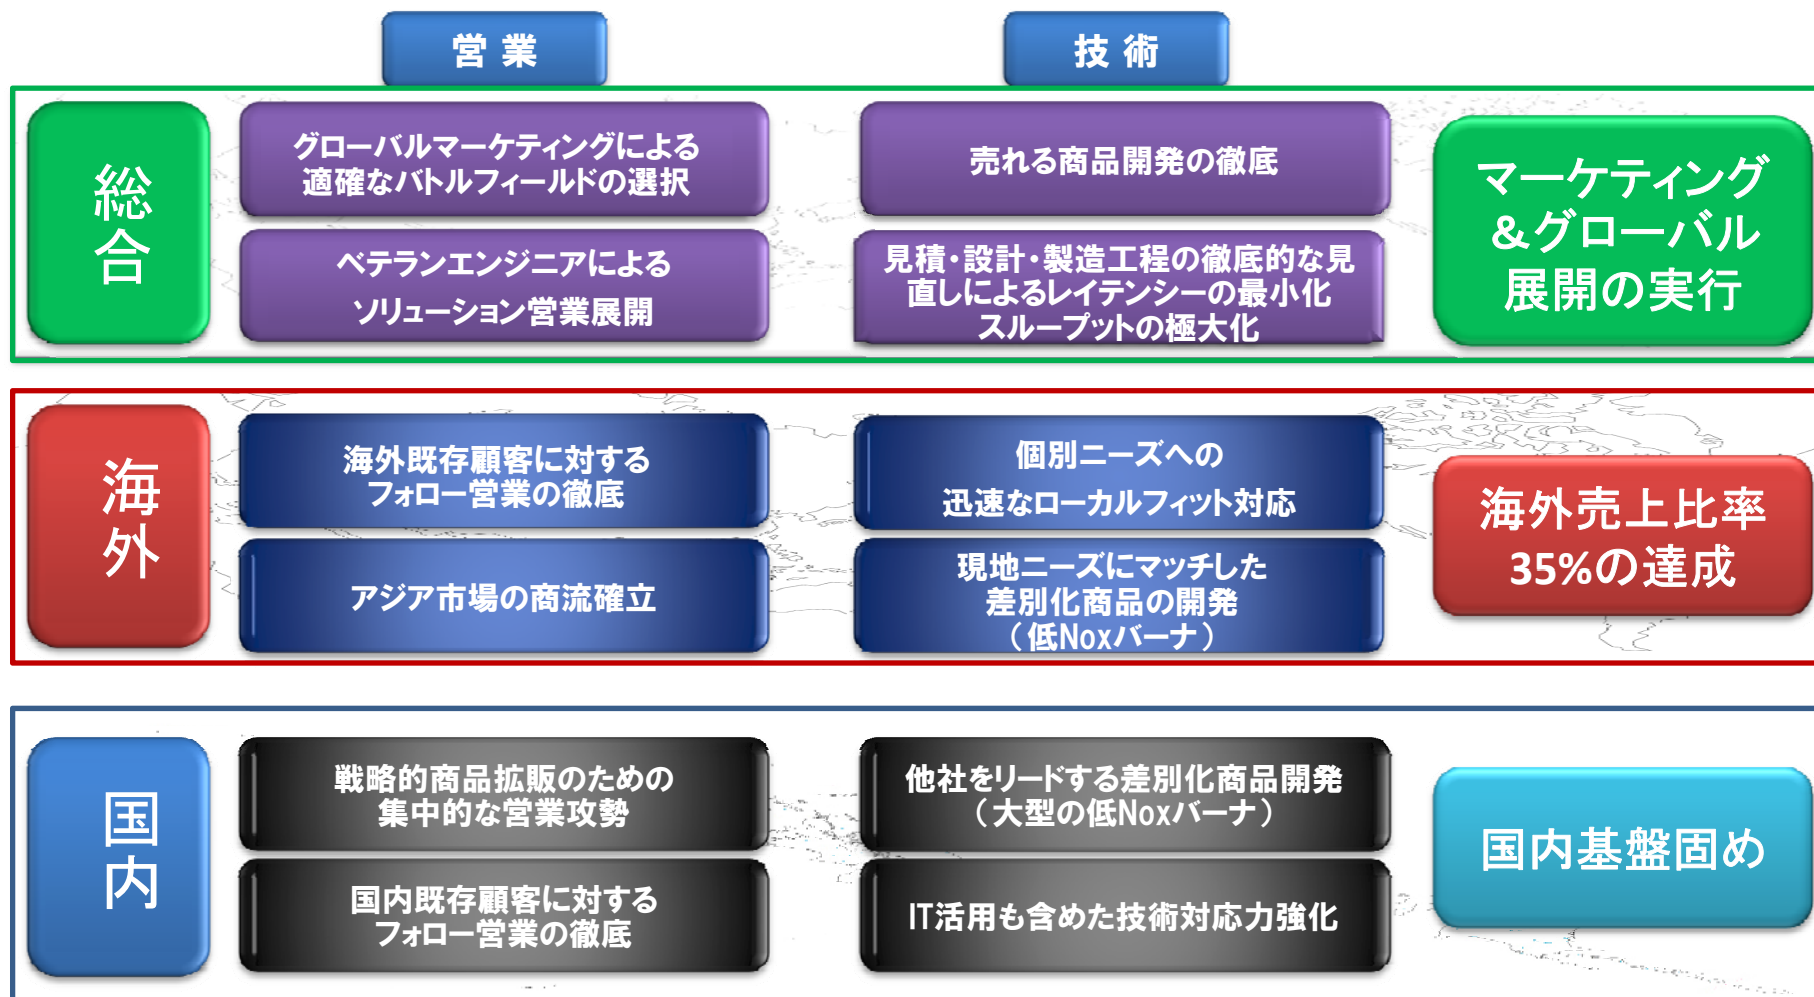 営業
技術
総合
グローバルマーケティングによる
適確なバトルフィールドの選択
売れる商品開発の徹底
ベテランエンジニアによる
ソリューション営業展開
見積・設計・製造工程の徹底的な見
直しによるレイテンシーの最小化
スループットの極大化
マーケティング
&グローバル
展開の実行
海外
海外既存顧客に対する
フォロー営業の徹底
個別ニーズへの
迅速なローカルフィット対応
アジア市場の商流確立
現地ニーズにマッチした
差別化商品の開発
(低Noxバーナ)
海外売上比率
35%の達成
国内
戦略的商品拡販のための
集中的な営業攻勢
他社をリードする差別化商品開発
(大型の低Noxバーナ)
国内既存顧客に対する
フォロー営業の徹底
IT活用も含めた技術対応力強化
国内基盤固め